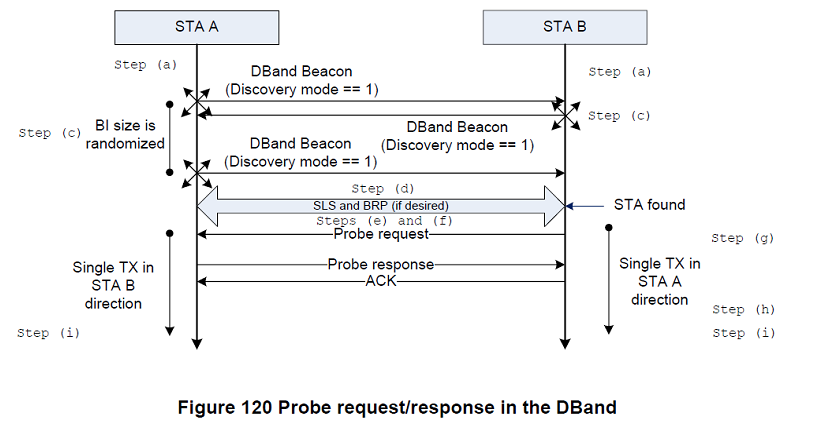 STA A
STA B
Step (a)
DBand Beacon
(Discovery mode == 1)
Step (a)
Step (c)
BI size is
randomized
Step (c)
DBand Beacon
(Discovery mode == 1)
DBand Beacon
(Discovery mode == 1)
Step (d)
SLS and BRP (if desired)
STA found
Steps (e) and (f)
Probe request
Step (g)
Single TX in
STA B
direction
Probe response
ACK
Single TX in
STA A
direction
Step (h)
Step (i)
Step (i)
Figure 120 Probe request/response in the DBand